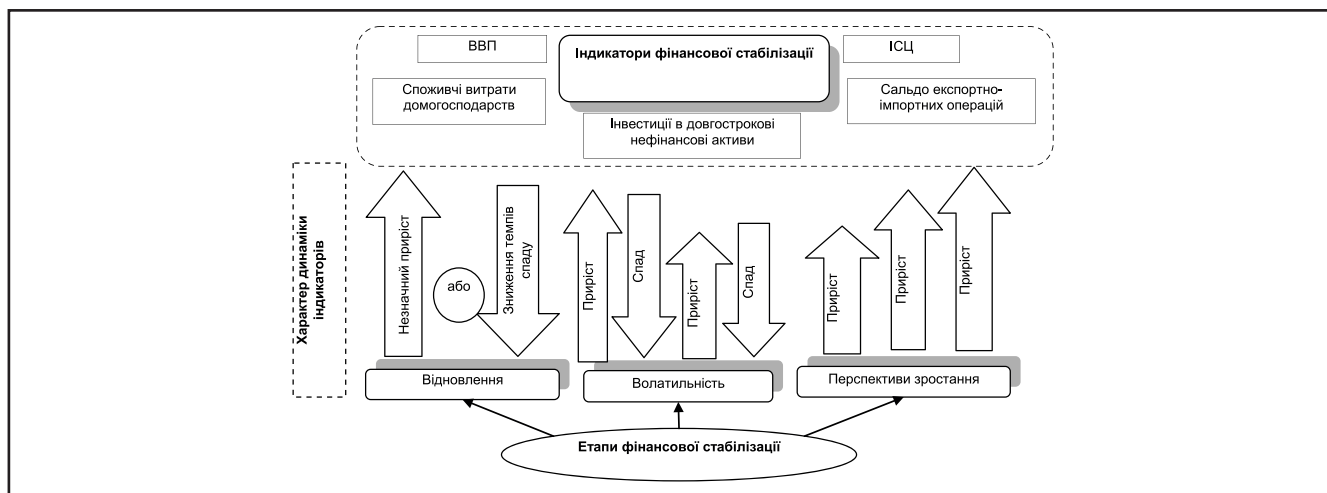 ВВП
Індикатори фінансової стабілізації
ІСЦ
Споживчі витрати
домогосподарств
Сальдо експортно-
імпортних операцій
Інвестиції в довгострокові
нефінансові активи
Характер динаміки
індикаторів
Незначний приріст
або
Зниження темпів
спаду
Приріст
Спад
Приріст
Спад
Приріст
Приріст
Приріст
Відновлення
Волатильність
Перспективи зростання
Етапи фінансової стабілізації